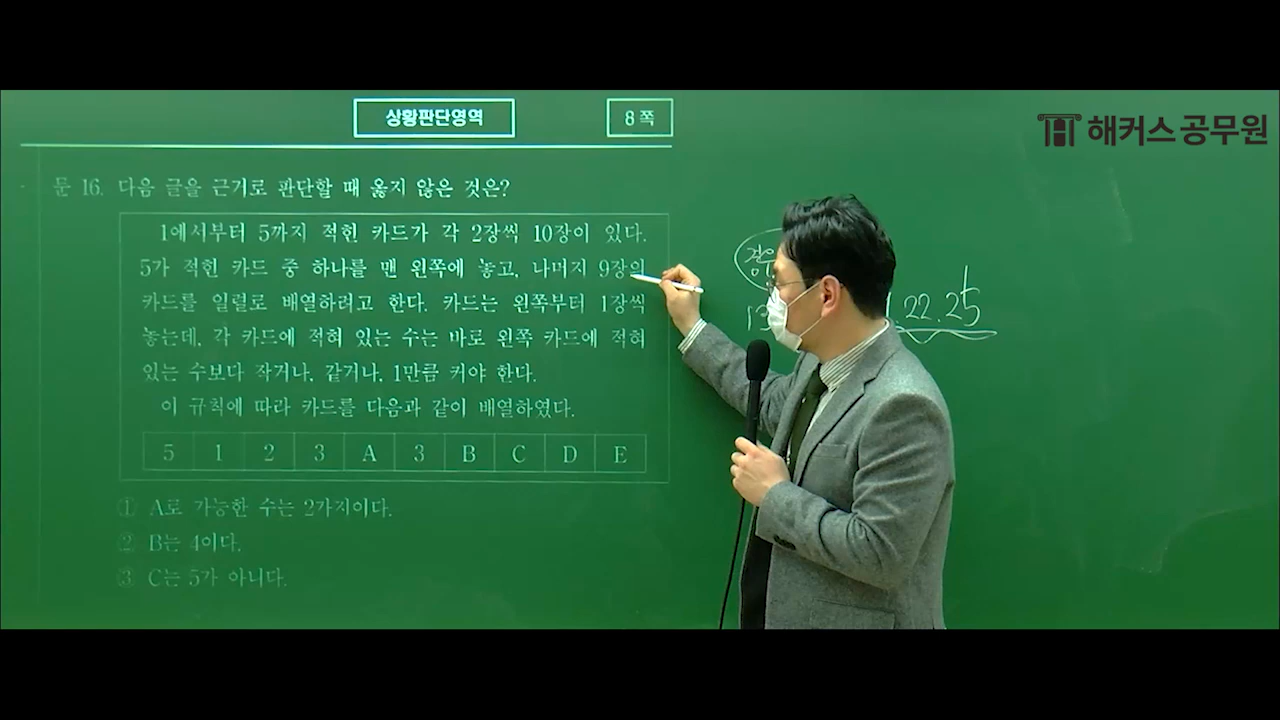 상황판단영역
8쪽
해커스 공무원
문 16. 다음 글을 근거로 판단할 때 옳지 않은 것은?
1에서부터 5까지 적힌 카드가 각 2장씩 10장이 있다.
5가 적힌 카드 중 하나를 맨 왼쪽에 놓고, 나머지 9장의
카드를 일렬로 배열하려고 한다. 카드는 왼쪽부터 1장씩
놓는데, 각 카드에 적혀 있는 수는 바로 왼쪽 카드에 적혀
있는 수보다 작거나, 같거나, 1만큼 커야 한다.
이 규칙에 따라 카드를 다음과 같이 배열하였다.
5 1 2 3 A 3 B C D E
① A로 가능한 수는 2가지이다.
② B는 4이다.
③ C는 5가 아니다.
13
.22.25